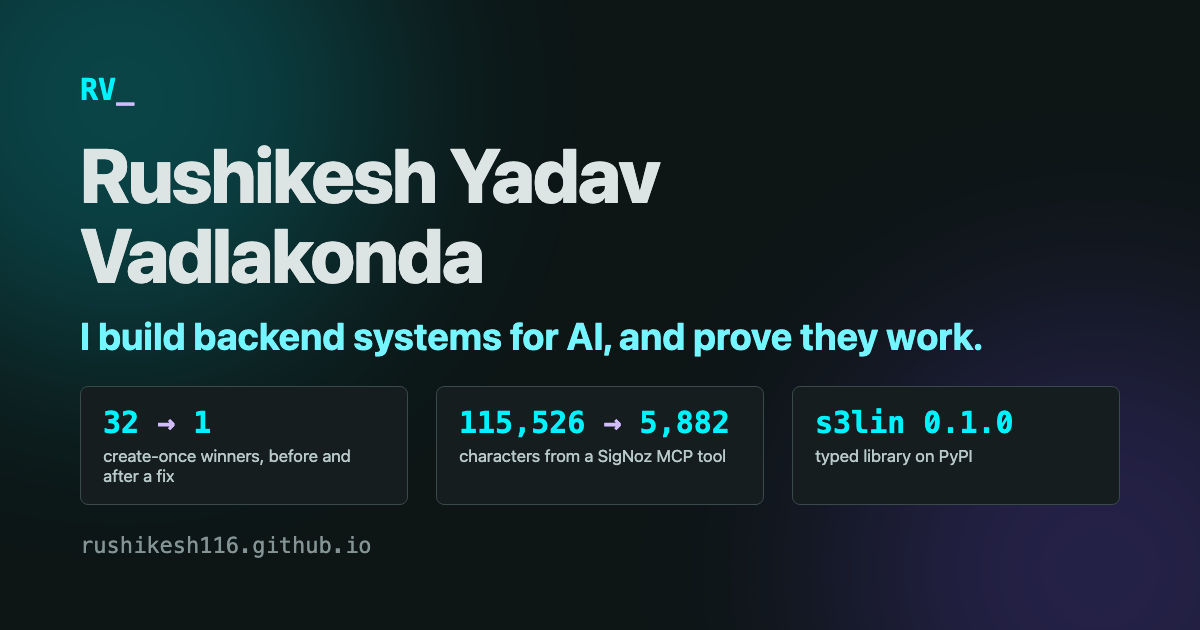 RV_
Rushikesh Yadav
Vadlakonda
I build backend systems for AI, and prove they work.
32 → 1
create-once winners, before and
after a fix
115,526 → 5,882
characters from a SigNoz MCP tool
s3lin 0.1.0
typed library on PyPI
rushikesh116.github.io